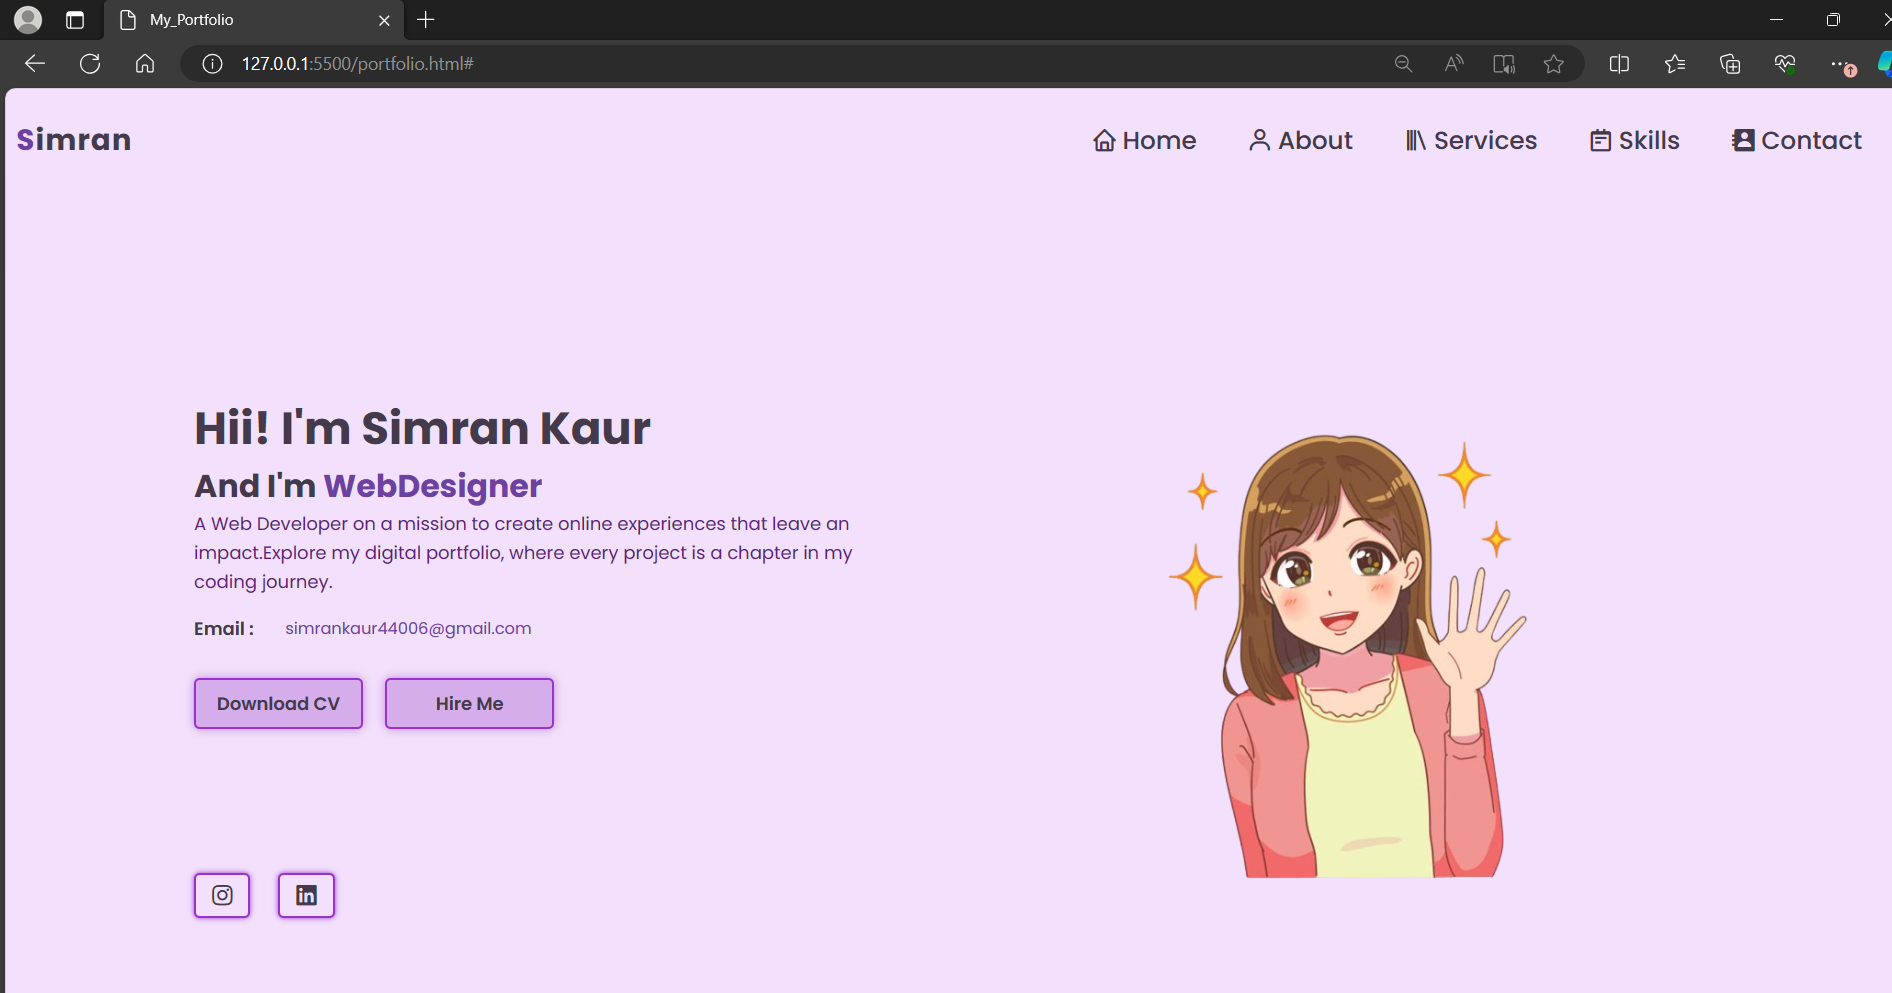 My_Portfolio
127.0.0.1:5500/portfolio.html#
Simran
Home About Services Skills Contact
Hii! I'm Simran Kaur
And I'm WebDesigner
A Web Developer on a mission to create online experiences that leave an
impact.Explore my digital portfolio, where every project is a chapter in my
coding journey.
Email : simrankaur44006@gmail.com
Download CV Hire Me